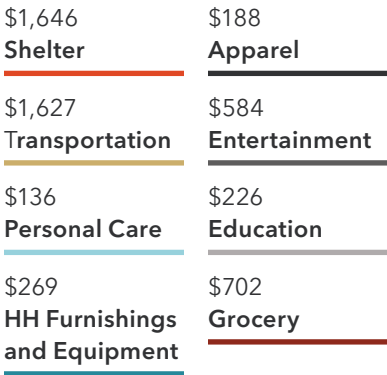 $1,646
Shelter
$188
Apparel
$1,627
Transportation
$584
Entertainment
$136
Personal Care
$226
Education
$269
HH Furnishings
and Equipment
$702
Grocery